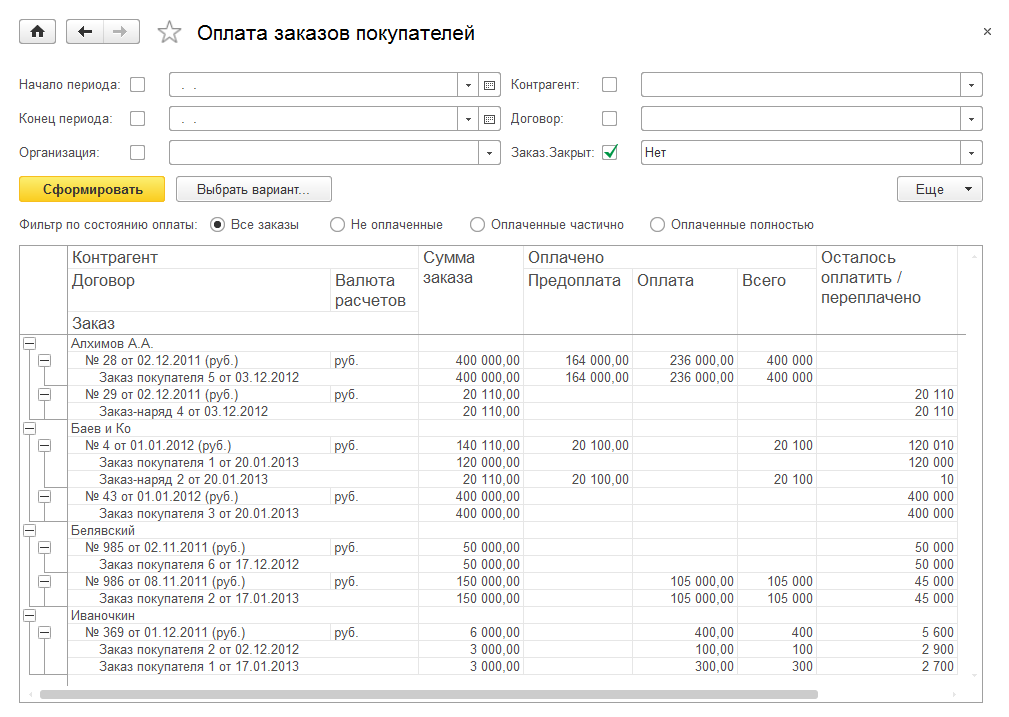 Оплата заказов покупателей
Начало периода: . . Контрагент:
Конец периода: . . Договор:
Организация: Заказ.Закрыт: Нет
Сформировать Выбрать вариант... Еще
Фильтр по состоянию оплаты: Все заказы Не оплаченные Оплаченные частично Оплаченные полностью
Контрагент Сумма заказа Оплачено Осталось оплатить / переплачено
Договор Валюта расчетов Предоплата Оплата Всего
Заказ
Алхимов А.А.
№ 28 от 02.12.2011 (руб.) руб. 400 000,00 164 000,00 236 000,00 400 000
Заказ покупателя 5 от 03.12.2012 400 000,00 164 000,00 236 000,00 400 000
№ 29 от 02.12.2011 (руб.) руб. 20 110,00 20 110
Заказ-наряд 4 от 03.12.2012 20 110,00 20 110
Баев и Ко
№ 4 от 01.01.2012 (руб.) руб. 140 110,00 20 100,00 20 100 120 010
Заказ покупателя 1 от 20.01.2013 120 000,00 120 000
Заказ-наряд 2 от 20.01.2013 20 110,00 20 100,00 20 100 10
№ 43 от 01.01.2012 (руб.) руб. 400 000,00 400 000
Заказ покупателя 3 от 20.01.2013 400 000,00 400 000
Белявский
№ 985 от 02.11.2011 (руб.) руб. 50 000,00 50 000
Заказ покупателя 6 от 17.12.2012 50 000,00 50 000
№ 986 от 08.11.2011 (руб.) руб. 150 000,00 105 000,00 105 000 45 000
Заказ покупателя 2 от 17.01.2013 150 000,00 105 000,00 105 000 45 000
Иваночкин
№ 369 от 01.12.2011 (руб.) руб. 6 000,00 400,00 400 5 600
Заказ покупателя 2 от 02.12.2012 3 000,00 100,00 100 2 900
Заказ покупателя 1 от 17.01.2013 3 000,00 300,00 300 2 700